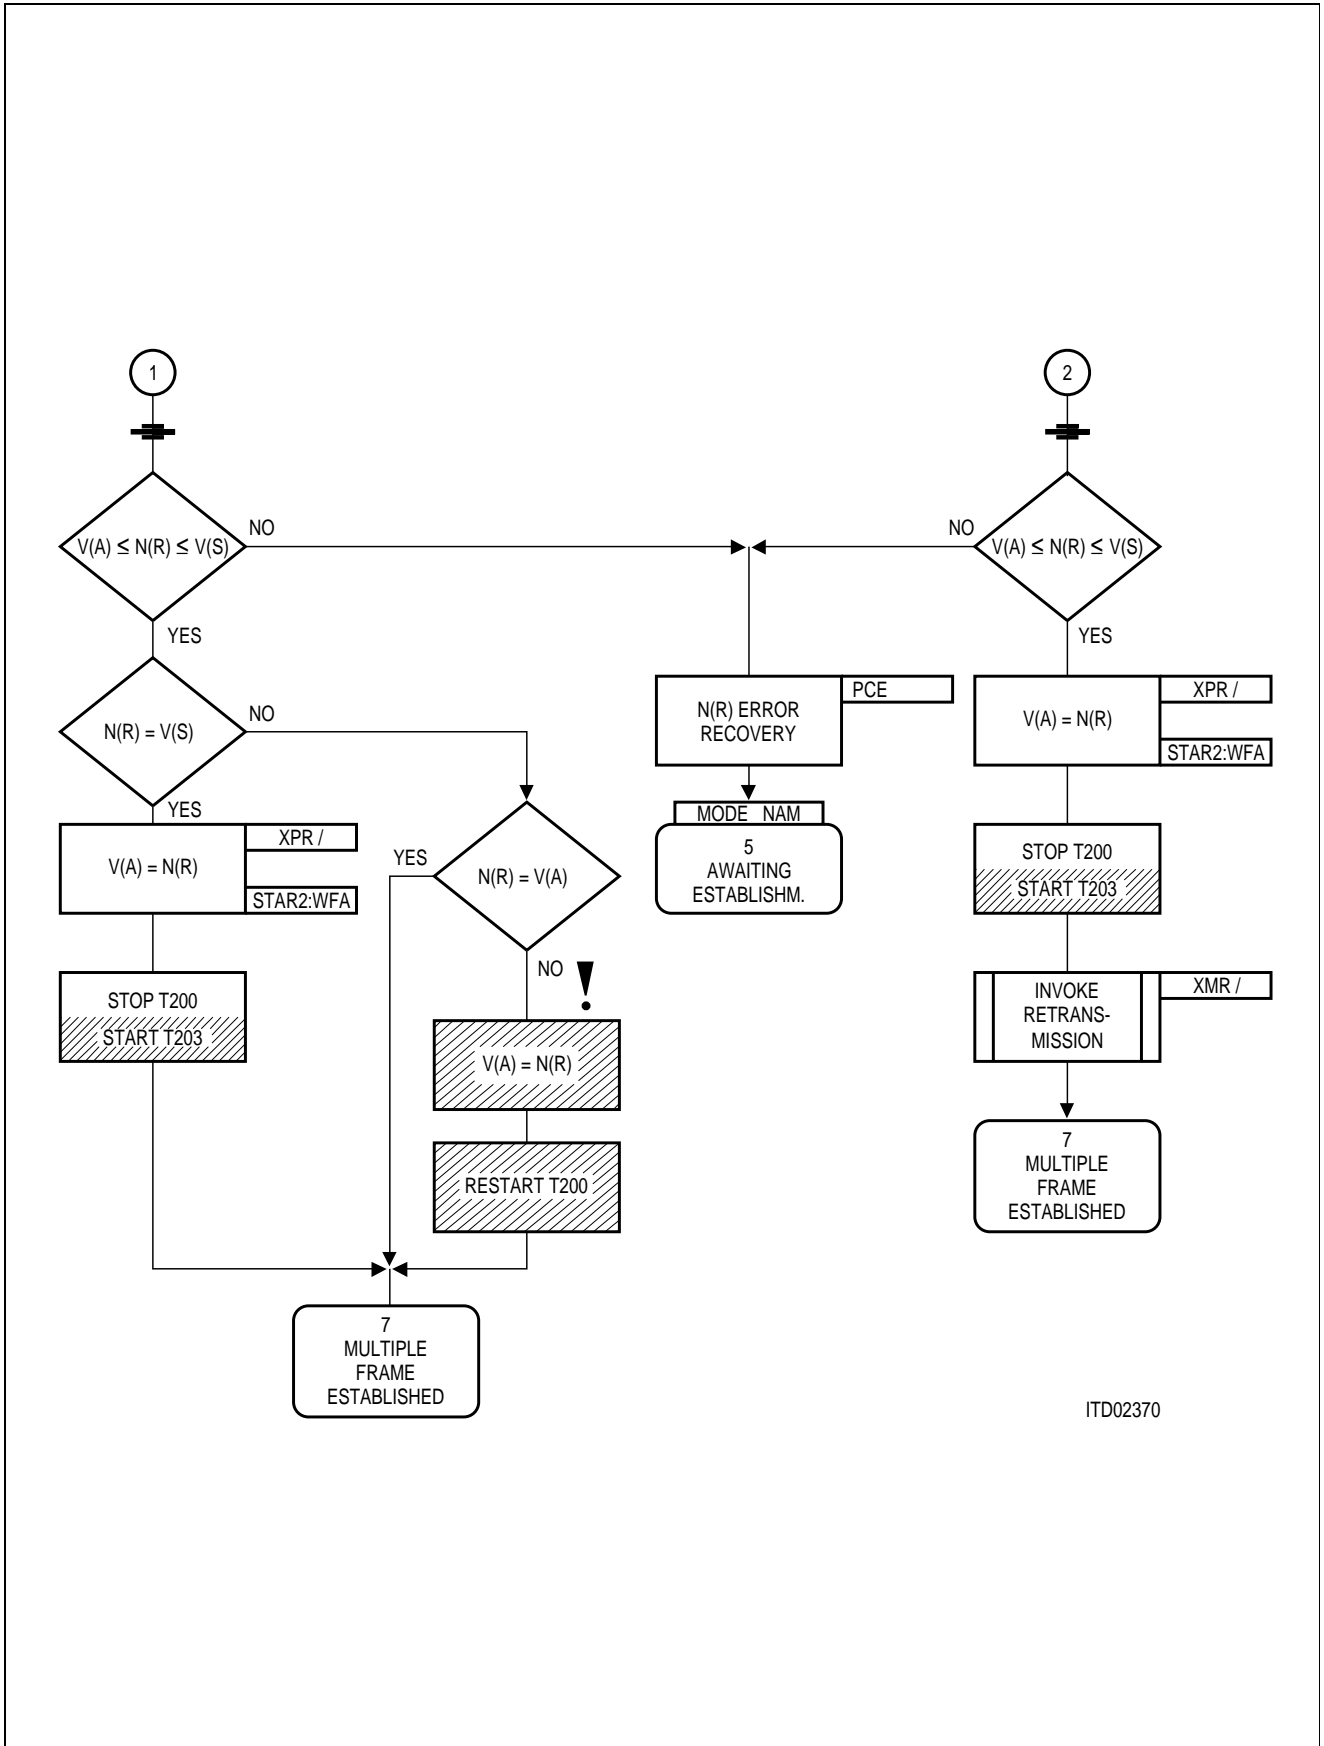 1
2
V(A) ≤ N(R) ≤ V(S)
NO
NO
V(A) ≤ N(R) ≤ V(S)
YES
YES
N(R) = V(S)
NO
N(R) ERROR
RECOVERY
PCE
V(A) = N(R)
XPR /
STAR2:WFA
YES
V(A) = N(R)
XPR /
STAR2:WFA
YES
N(R) = V(A)
MODE NAM
5
AWAITING
ESTABLISHM.
STOP T200
START T203
NO
!
STOP T200
START T203
V(A) = N(R)
INVOKE
RETRANS-
MISSION
XMR /
RESTART T200
7
MULTIPLE
FRAME
ESTABLISHED
7
MULTIPLE
FRAME
ESTABLISHED
ITD02370